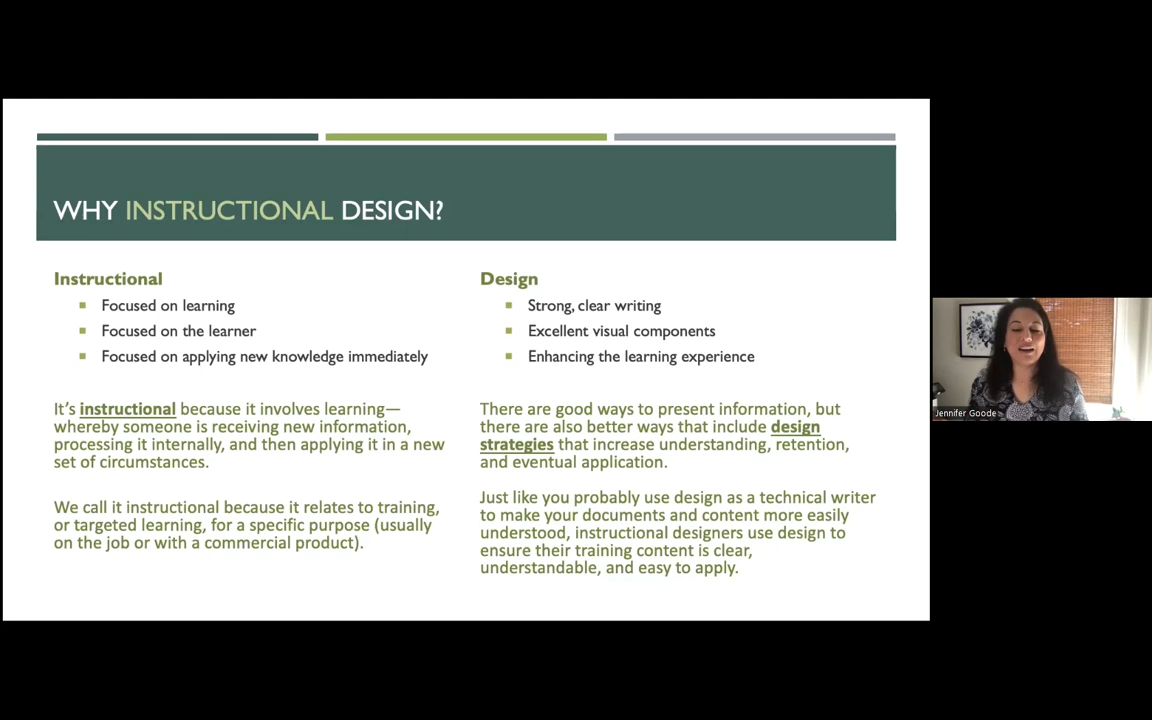 WHY INSTRUCTIONAL DESIGN?
Instructional
Focused on learning
Focused on the learner
Focused on applying new knowledge immediately
It's instructional because it involves learning—
whereby someone is receiving new information,
processing it internally, and then applying it in a new
set of circumstances.
We call it instructional because it relates to training,
or targeted learning, for a specific purpose (usually
on the job or with a commercial product).
Design
Strong, clear writing
Excellent visual components
Enhancing the learning experience
There are good ways to present information, but
there are also better ways that include design
strategies that increase understanding, retention,
and eventual application.
Just like you probably use design as a technical writer
to make your documents and content more easily
understood, instructional designers use design to
ensure their training content is clear,
understandable, and easy to apply.
Jennifer Goode